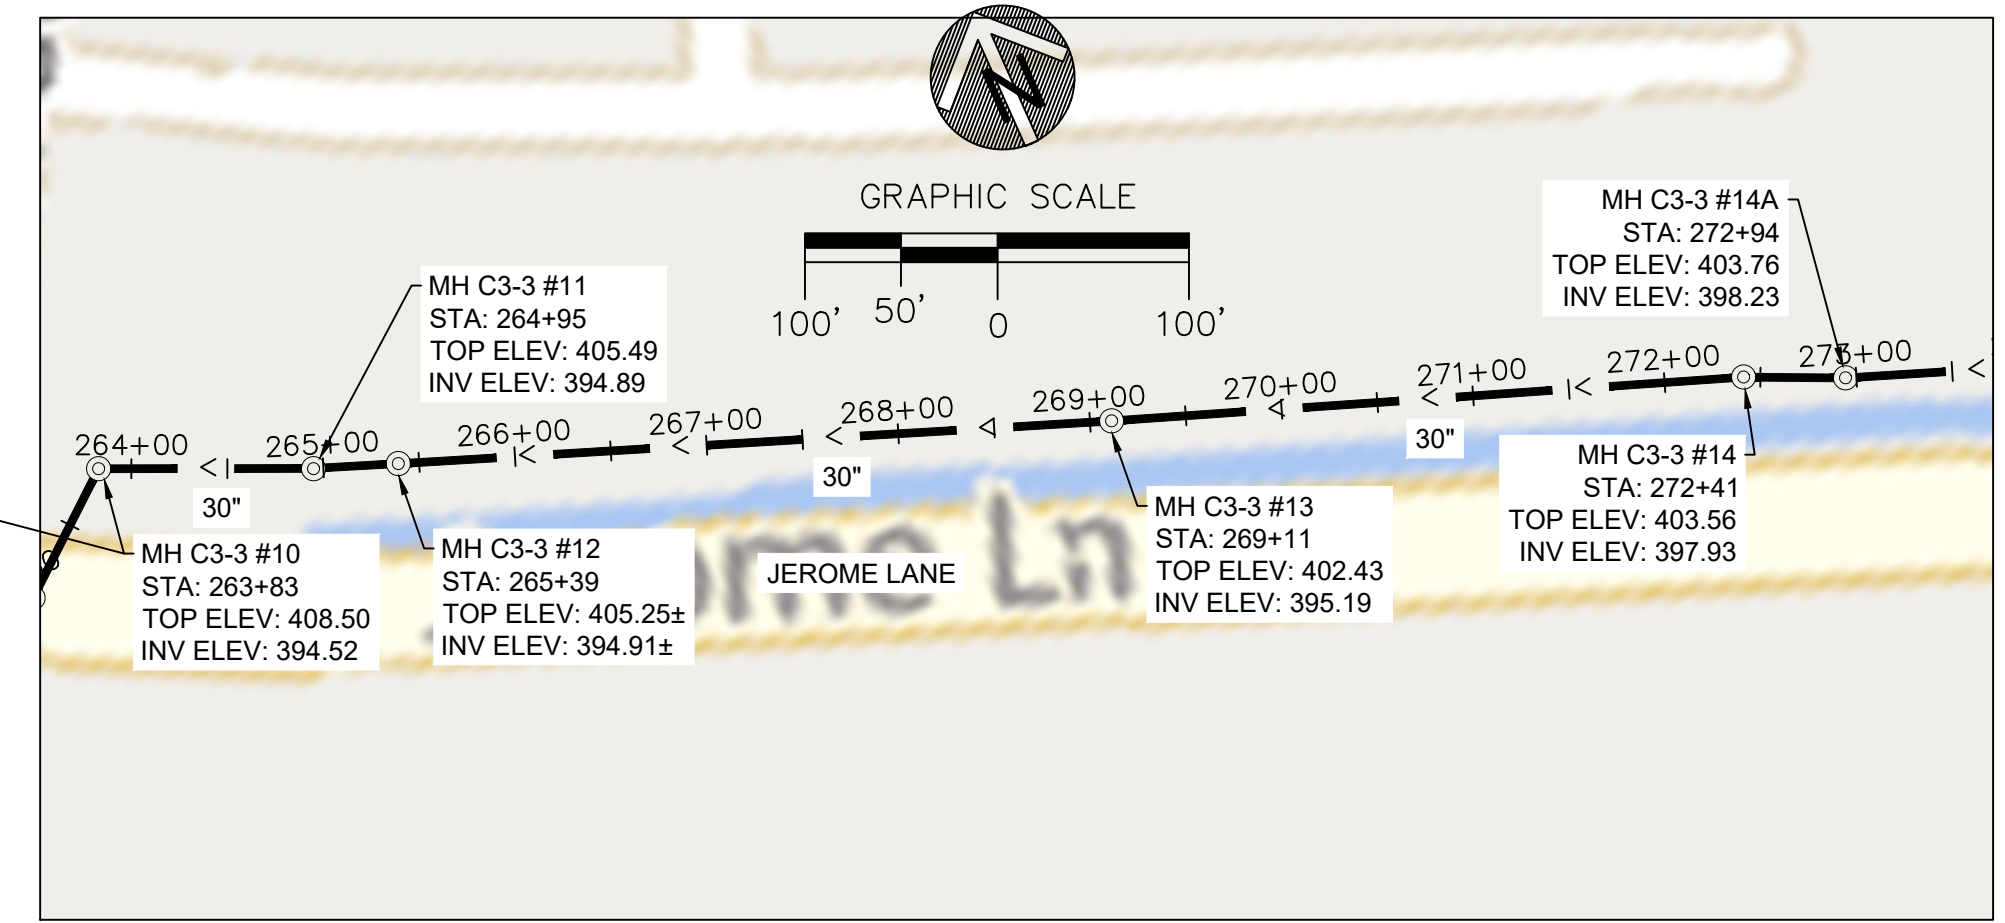 N
GRAPHIC SCALE
100' 50' 0 100'
MH C3-3 #14A
STA: 272+94
TOP ELEV: 403.76
INV ELEV: 398.23
MH C3-3 #11
STA: 264+95
TOP ELEV: 405.49
INV ELEV: 394.89
264+00 265+00 266+00 267+00 268+00 269+00 270+00 271+00 272+00 273+00
30"
30"
30"
MH C3-3 #14
STA: 272+41
TOP ELEV: 403.56
INV ELEV: 397.93
MH C3-3 #13
STA: 269+11
TOP ELEV: 402.43
INV ELEV: 395.19
MH C3-3 #10
STA: 263+83
TOP ELEV: 408.50
INV ELEV: 394.52
MH C3-3 #12
STA: 265+39
TOP ELEV: 405.25±
INV ELEV: 394.91±
JEROME LANE
ome Ln